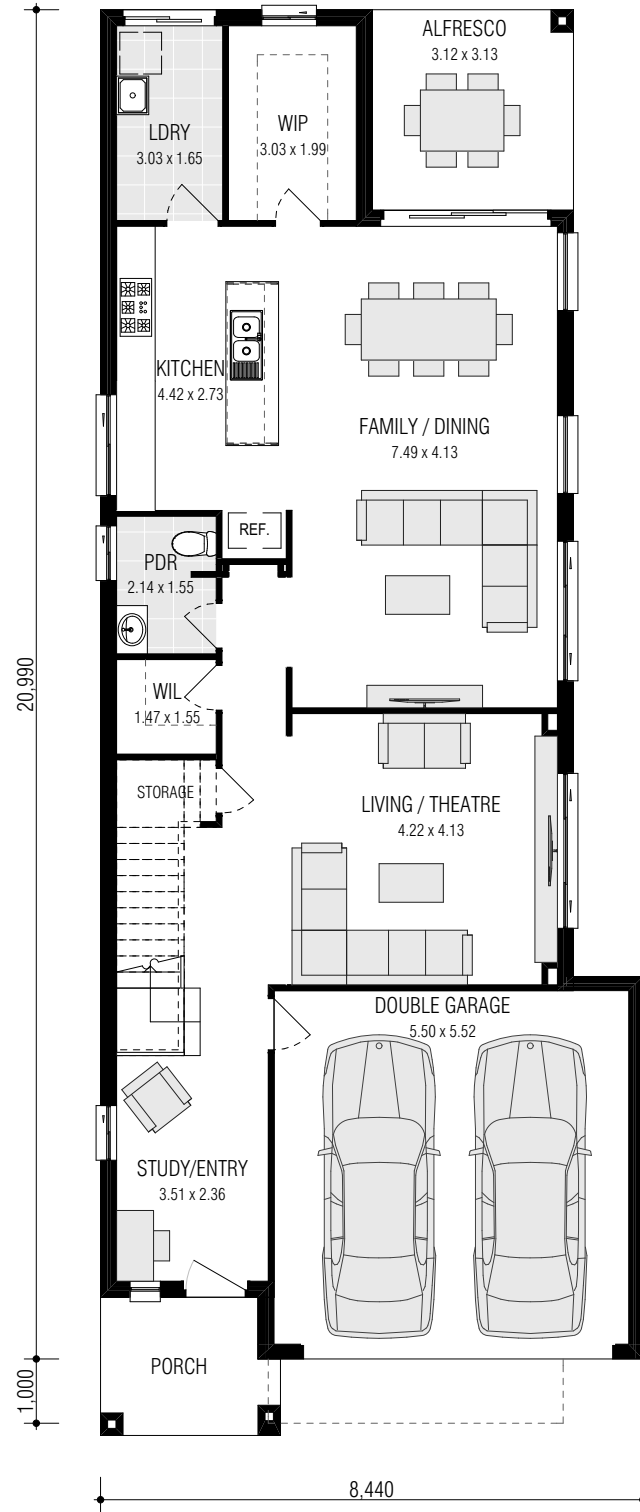 ALFRESCO
3.12 x 3.13
LDRY
3.03 x 1.65
WIP
3.03 x 1.99
KITCHEN
4.42 x 2.73
FAMILY / DINING
7.49 x 4.13
REF.
PDR
2.14 x 1.55
20,990
WIL
1.47 x 1.55
STORAGE
LIVING / THEATRE
4.22 x 4.13
DOUBLE GARAGE
5.50 x 5.52
STUDY/ENTRY
3.51 x 2.36
PORCH
1,000
8,440